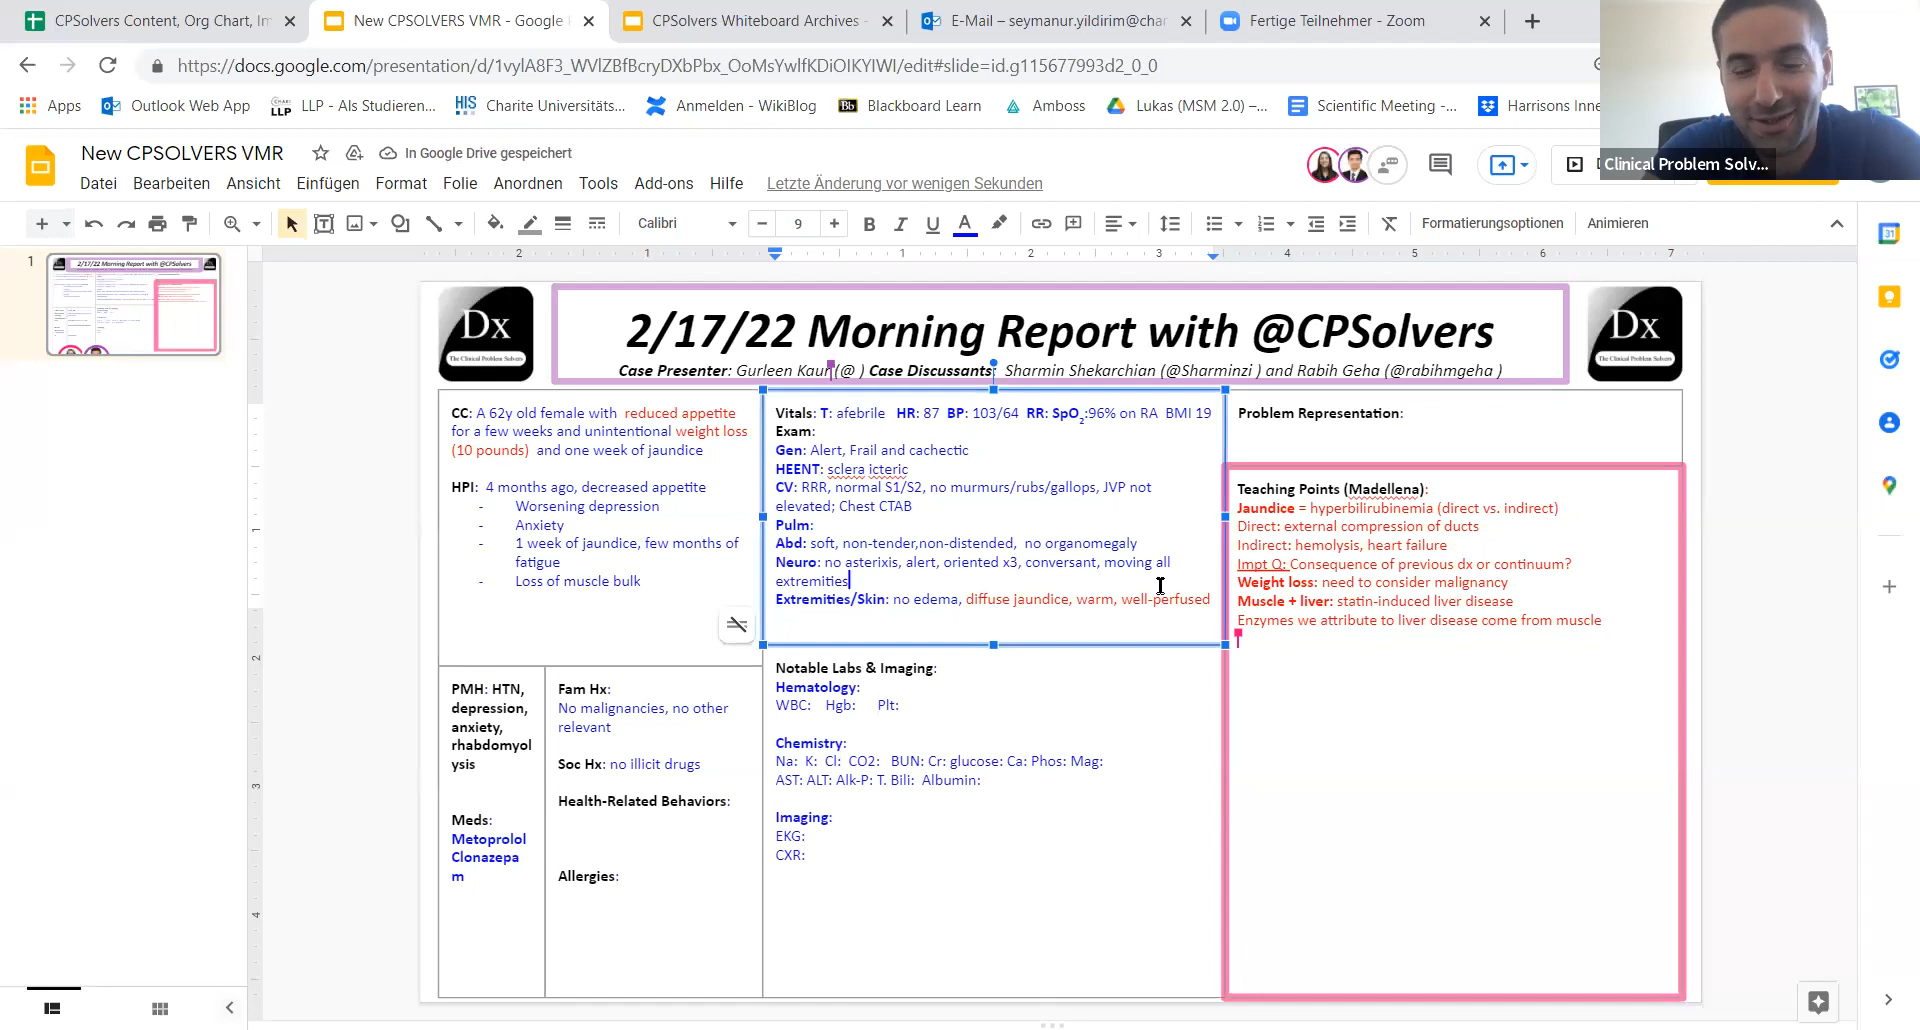 CPSolvers Content, Org Chart, Im
New CPSOLVERS VMR - Google
CPSolvers Whiteboard Archives -
E-Mail – seymanur.yildirim@char
Fertige Teilnehmer - Zoom
https://docs.google.com/presentation/d/1vylA8F3_WVlZBfBcryDXbPbx_OoMsYwlfKDiOIKYIWI/edit#slide=id.g115677993d2_0_0
Apps
Outlook Web App
LLP - Als Studieren...
Charite Universitäts...
Anmelden - WikiBlog
Blackboard Learn
Amboss
Lukas (MSM 2.0) –...
Scientific Meeting -...
Harrisons Inne
Clinical Problem Solv...
New CPSOLVERS VMR
In Google Drive gespeichert
Datei Bearbeiten Ansicht Einfügen Format Folie Anordnen Tools Add-ons Hilfe Letzte Änderung vor wenigen Sekunden
Calibri
9
Formatierungsoptionen
Animieren
1
Dx
The Clinical Problem Solvers
2/17/22 Morning Report with @CPSolvers
Case Presenter: Gurleen Kaur (@ ) Case Discussants: Sharmin Shekarchian (@Sharminzi ) and Rabih Geha (@rabihmgeha )
Dx
The Clinical Problem Solvers
CC: A 62y old female with reduced appetite
for a few weeks and unintentional weight loss
(10 pounds) and one week of jaundice
HPI: 4 months ago, decreased appetite
- Worsening depression
- Anxiety
- 1 week of jaundice, few months of
fatigue
- Loss of muscle bulk
PMH: HTN,
depression,
anxiety,
rhabdomyol
ysis
Meds:
Metoprolol
Clonazepa
m
Fam Hx:
No malignancies, no other
relevant
Soc Hx: no illicit drugs
Health-Related Behaviors:
Allergies:
Vitals: T: afebrile HR: 87 BP: 103/64 RR: SpO2:96% on RA BMI 19
Exam:
Gen: Alert, Frail and cachectic
HEENT: sclera icteric
CV: RRR, normal S1/S2, no murmurs/rubs/gallops, JVP not
elevated; Chest CTAB
Pulm:
Abd: soft, non-tender,non-distended, no organomegaly
Neuro: no asterixis, alert, oriented x3, conversant, moving all
extremities
Extremities/Skin: no edema, diffuse jaundice, warm, well-perfused
Notable Labs & Imaging:
Hematology:
WBC: Hgb: Plt:
Chemistry:
Na: K: Cl: CO2: BUN: Cr: glucose: Ca: Phos: Mag:
AST: ALT: Alk-P: T. Bili: Albumin:
Imaging:
EKG:
CXR:
Problem Representation:
Teaching Points (Madellena):
Jaundice = hyperbilirubinemia (direct vs. indirect)
Direct: external compression of ducts
Indirect: hemolysis, heart failure
Impt Q: Consequence of previous dx or continuum?
Weight loss: need to consider malignancy
Muscle + liver: statin-induced liver disease
Enzymes we attribute to liver disease come from muscle